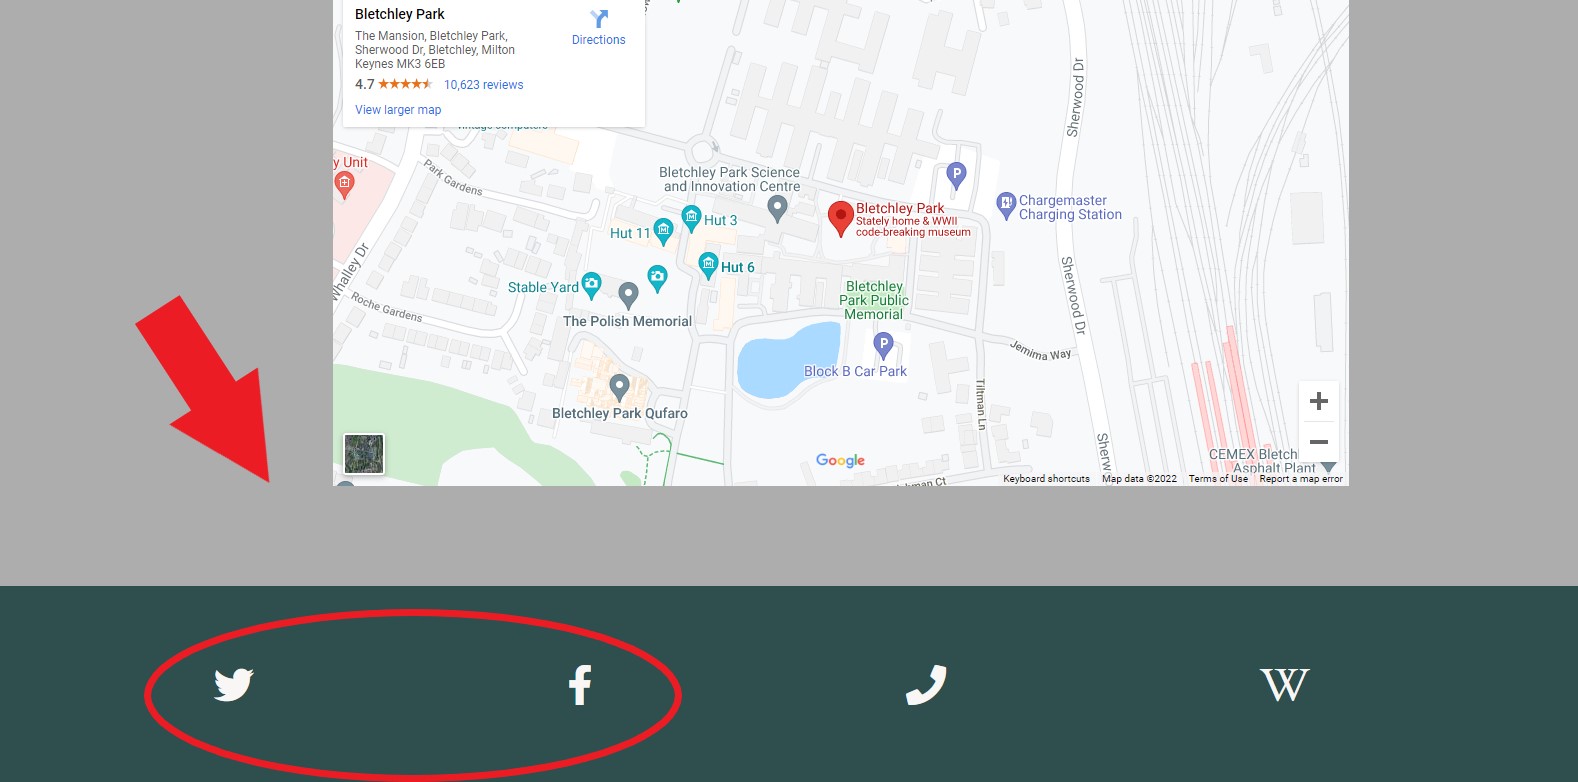 Bletchley Park
The Mansion, Bletchley Park,
Sherwood Dr, Bletchley, Milton
Keynes MK3 6EB
4.7
10,623 reviews
View larger map
Directions
vintage computers
y Unit
Park Gardens
Whalley Dr
Roche Gardens
Bletchley Park Science
and Innovation Centre
Hut 3
Hut 11
Hut 6
Stable Yard
The Polish Memorial
Bletchley Park Qufaro
Bletchley Park
Stately home & WWII
code-breaking museum
P
Chargemaster
Charging Station
Bletchley
Park Public
Memorial
P
Block B Car Park
Sherwood Dr
Sherwood Dr
Sherw
Jemima Way
Tiltman Ln
Google
CEMEX Bletch
Asphalt Plant
Keyboard shortcuts
Map data ©2022
Terms of Use
Report a map error
W